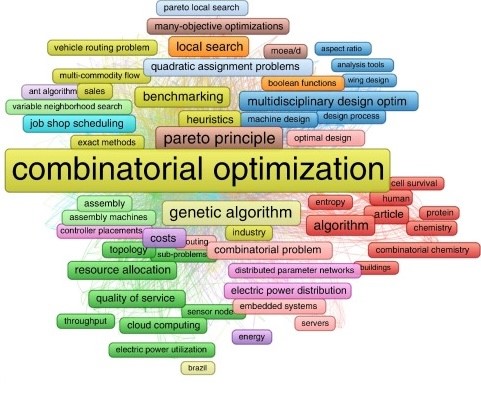 pareto local search
many-objective optimizations
vehicle routing problem
local search
moea/d
aspect ratio
quadratic assignment problems
analysis tools
multi-commodity flow
boolean functions
wing design
ant algorithm
sales
benchmarking
multidisciplinary design optim
variable neighborhood search
job shop scheduling
heuristics
machine design
design process
exact methods
pareto principle
optimal design
combinatorial optimization
cell survival
assembly
entropy
human
assembly machines
genetic algorithm
article
protein
algorithm
chemistry
controller placements
costs
industry
outing
topology
sub-problems
combinatorial problem
combinatorial chemistry
resource allocation
distributed parameter networks
buildings
quality of service
electric power distribution
sensor node
embedded systems
throughput
cloud computing
servers
energy
electric power utilization
brazil